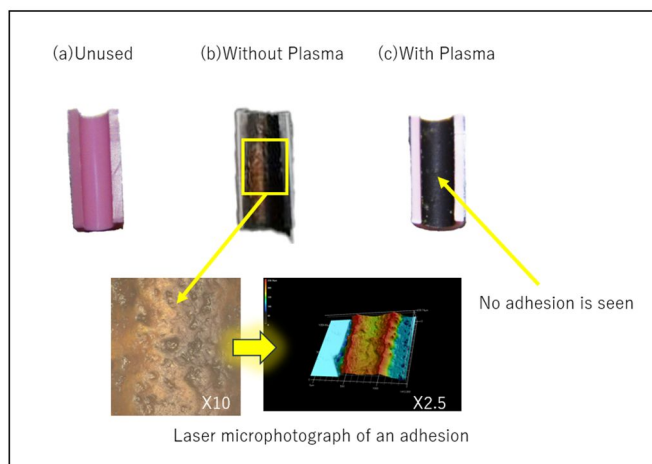 (a)Unused
(b)Without Plasma
(c)With Plasma
No adhesion is seen
X10
X2.5
Laser microphotograph of an adhesion